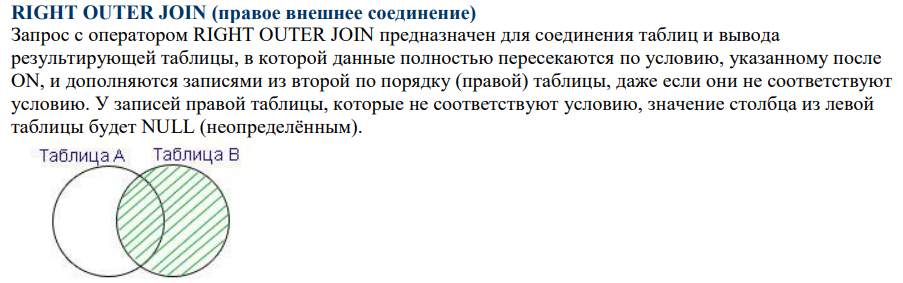 RIGHT OUTER JOIN (правое внешнее соединение)
Запрос с оператором RIGHT OUTER JOIN предназначен для соединения таблиц и вывода
результирующей таблицы, в которой данные полностью пересекаются по условию, указанному после
ON, и дополняются записями из второй по порядку (правой) таблицы, даже если они не соответствуют
условию. У записей правой таблицы, которые не соответствуют условию, значение столбца из левой
таблицы будет NULL (неопределённым).
Таблица A Таблица B